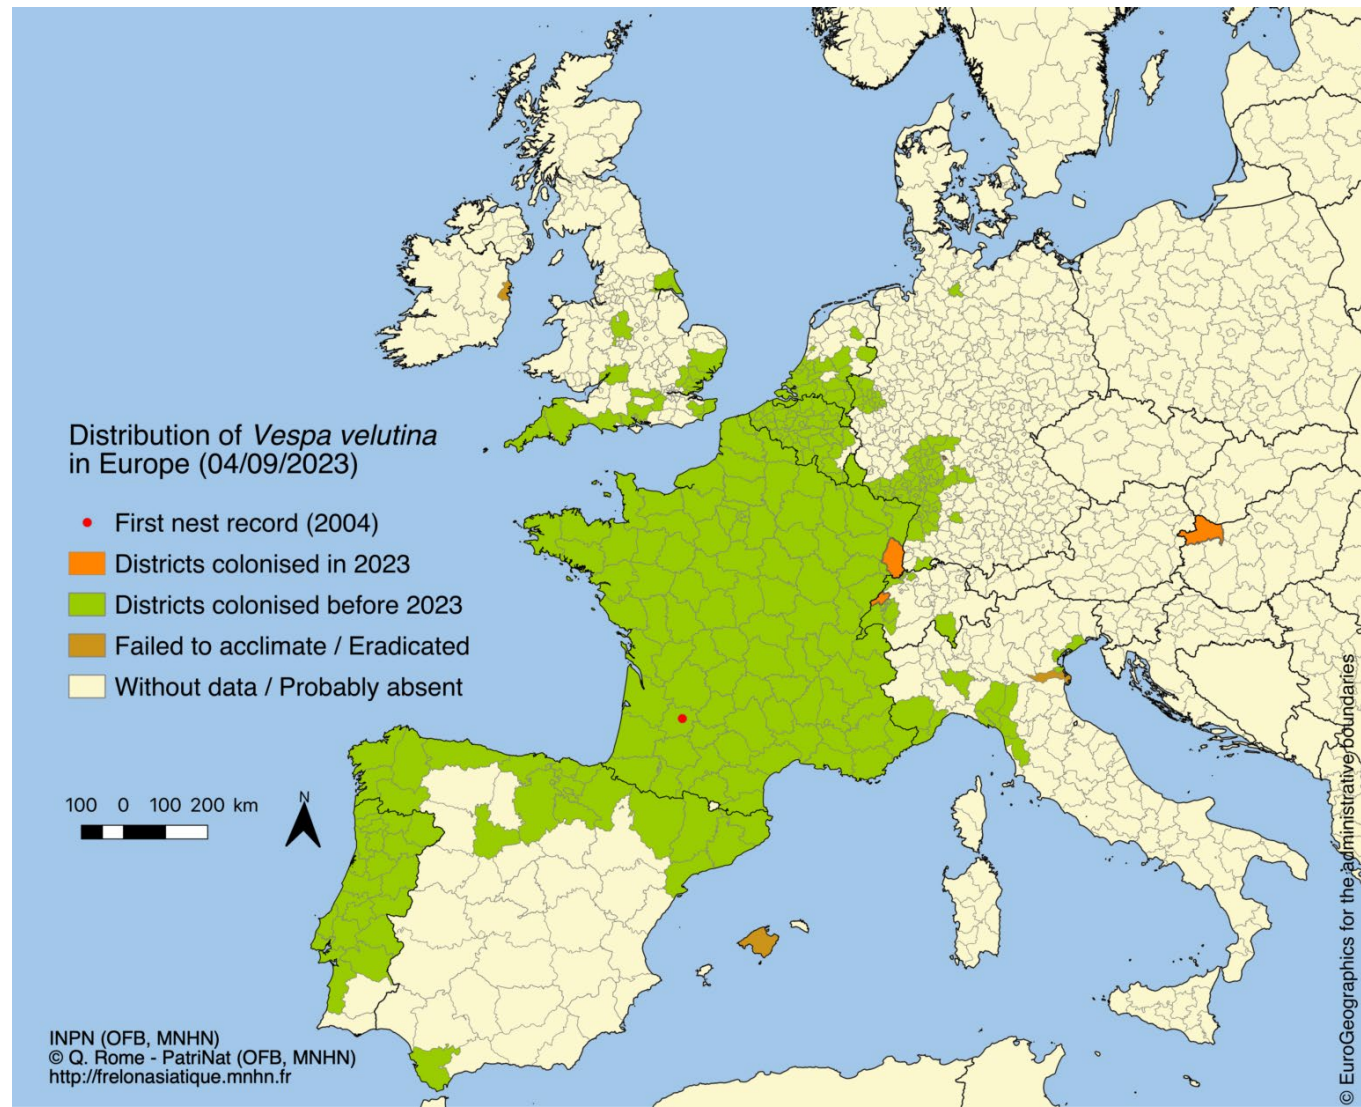 Distribution of Vespa velutina
in Europe (04/09/2023)
First nest record (2004)
Districts colonised in 2023
Districts colonised before 2023
Failed to acclimate / Eradicated
Without data / Probably absent
100 0 100 200 km
N
INPN (OFB, MNHN)
© Q. Rome - PatriNat (OFB, MNHN)
http://frelonasiatique.mnhn.fr
© EuroGeographics for the administrative boundaries